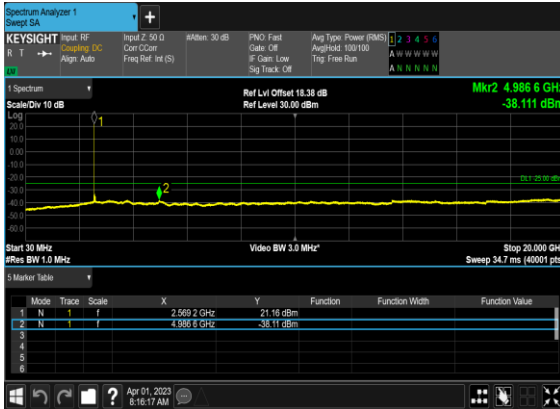 Spectrum Analyzer 1
Swept SA
+
KEYSIGHT
R T
Input: RF
Coupling: DC
Align: Auto
Input Z: 50 Ω
Corr CCorr
Freq Ref: Int (S)
#Atten: 30 dB
PNO: Fast
Gate: Off
IF Gain: Low
Sig Track: Off
Avg Type: Power (RMS)
Avg|Hold: 100/100
Trig: Free Run
1 2 3 4 5 6
A W W W W W
A N N N N N
1 Spectrum
Scale/Div 10 dB
Ref Lvl Offset 18.38 dB
Ref Level 30.00 dBm
Mkr2 4.986 6 GHz
-38.111 dBm
Log
20.0
10.0
0.00
-10.0
-20.0
-30.0
-40.0
-50.0
-60.0
1
2
DL1 -25.00 dBm
Start 30 MHz
#Res BW 1.0 MHz
Video BW 3.0 MHz*
Stop 20.000 GHz
Sweep 34.7 ms (40001 pts)
5 Marker Table
Mode Trace Scale X Y Function Function Width Function Value
1 N 1 f 2.569 2 GHz 21.16 dBm
2 N 1 f 4.986 6 GHz -38.11 dBm
3
4
5
6
?
Apr 01, 2023
8:16:17 AM